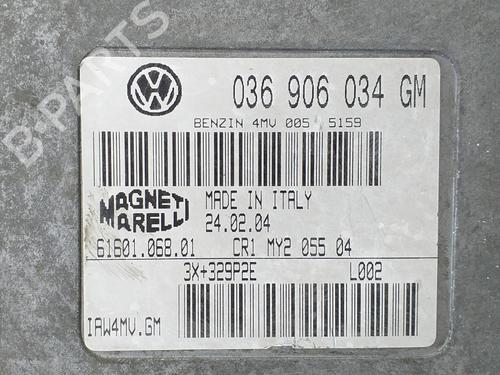 B-PARTS
036 906 034 GM
BENZIN 4MV 005 5159
MAGNETI MARELLI
MADE IN ITALY
24.02.04
61601.068.01 CR1 MY2 055 04
3X+329P2E L002
IAW4MV.GM